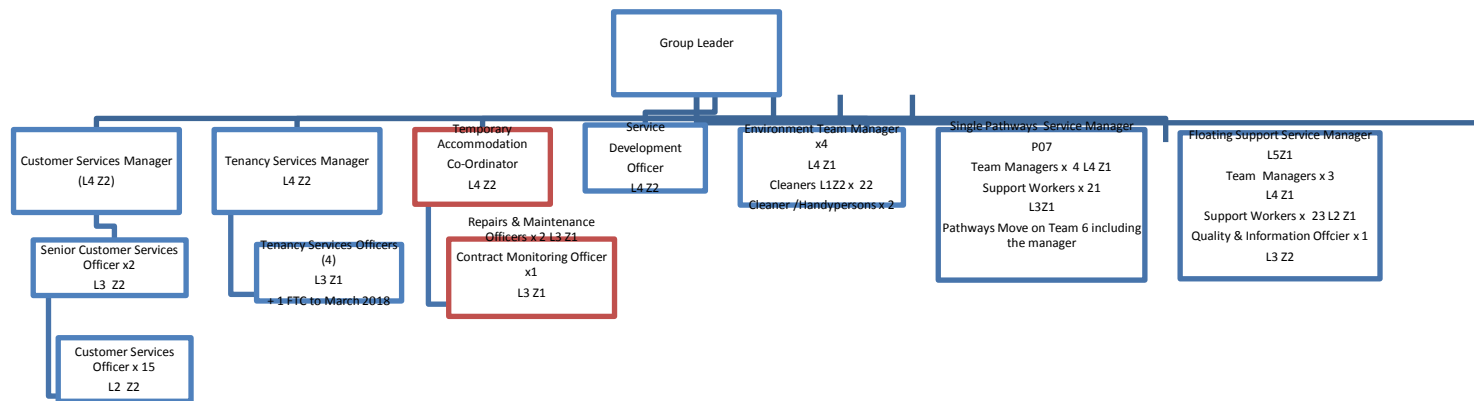 Group Leader
Customer Services Manager
(L4 Z2)
Senior Customer Services
Officer x2
L3 Z2
Customer Services
Officer x 15
L2 Z2
Tenancy Services Manager
L4 Z2
Tenancy Services Officers
(4)
L3 Z1
+ 1 FTC to March 2018
Temporary
Accommodation
Co-Ordinator
L4 Z2
Repairs & Maintenance
Officers x 2 L3 Z1
Contract Monitoring Officer
x1
L3 Z1
Service
Development
Officer
L4 Z2
Environment Team Manager
x4
L4 Z1
Cleaners L1Z2 x 22
Cleaner /Handypersons x 2
Single Pathways Service Manager
P07
Team Managers x 4 L4 Z1
Support Workers x 21
L3Z1
Pathways Move on Team 6 including
the manager
Floating Support Service Manager
L5Z1
Team Managers x 3
L4 Z1
Support Workers x 23 L2 Z1
Quality & Information Offcier x 1
L3 Z2